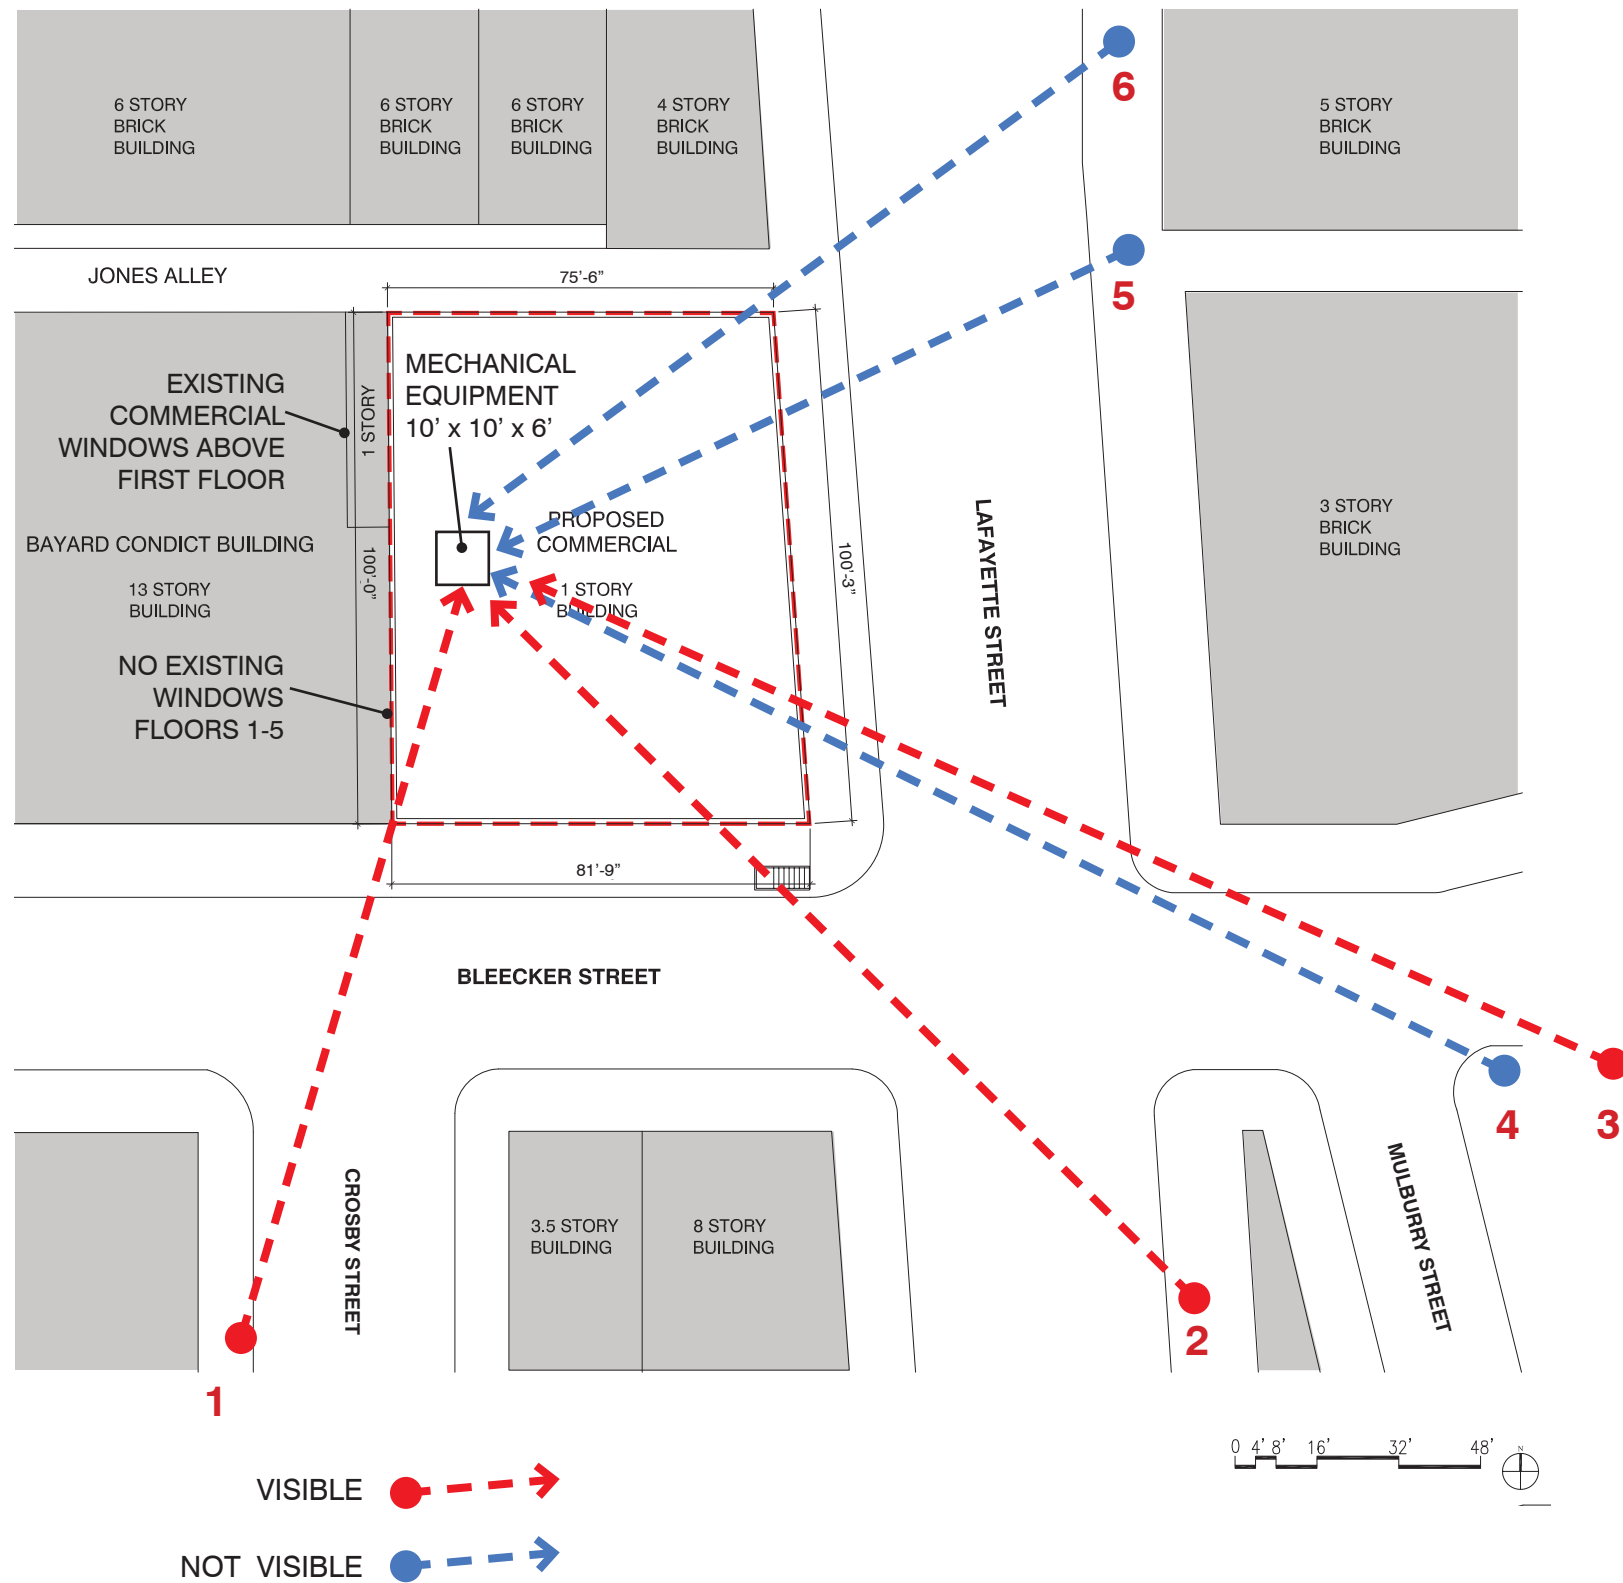 6 STORY
BRICK
BUILDING
6 STORY
BRICK
BUILDING
6 STORY
BRICK
BUILDING
4 STORY
BRICK
BUILDING
6
5 STORY
BRICK
BUILDING
JONES ALLEY
75'-6"
5
EXISTING
COMMERCIAL
WINDOWS ABOVE
FIRST FLOOR
1 STORY
MECHANICAL
EQUIPMENT
10' x 10' x 6'
PROPOSED
COMMERCIAL
1 STORY
BUILDING
BAYARD CONDICT BUILDING
13 STORY
BUILDING
100'-0"
100'-3"
LAFAYETTE STREET
3 STORY
BRICK
BUILDING
NO EXISTING
WINDOWS
FLOORS 1-5
81'-9"
BLEECKER STREET
CROSBY STREET
3.5 STORY
BUILDING
8 STORY
BUILDING
MULBURRY STREET
4
3
2
1
0 4' 8' 16' 32' 48'
N
VISIBLE
NOT VISIBLE